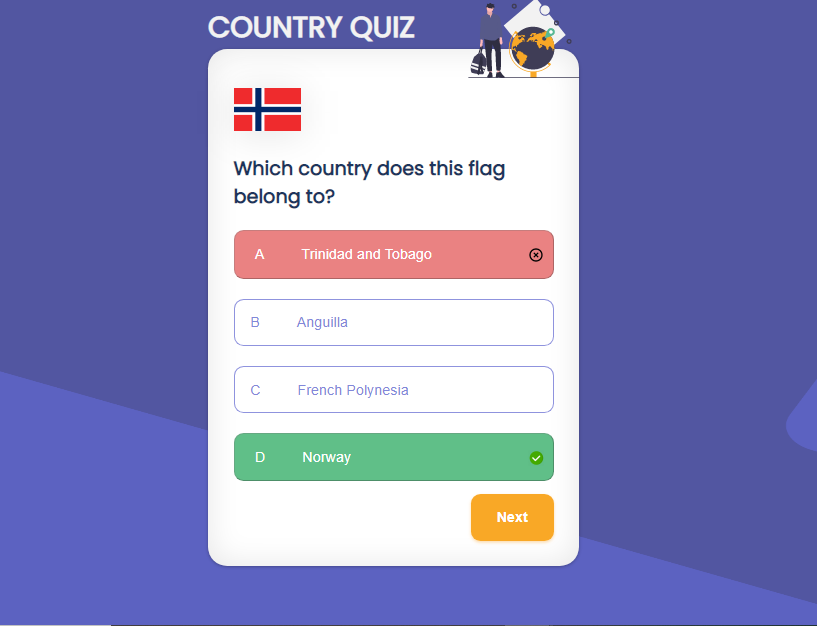 COUNTRY QUIZ
Which country does this flag
belong to?
A Trinidad and Tobago
B Anguilla
C French Polynesia
D Norway
Next